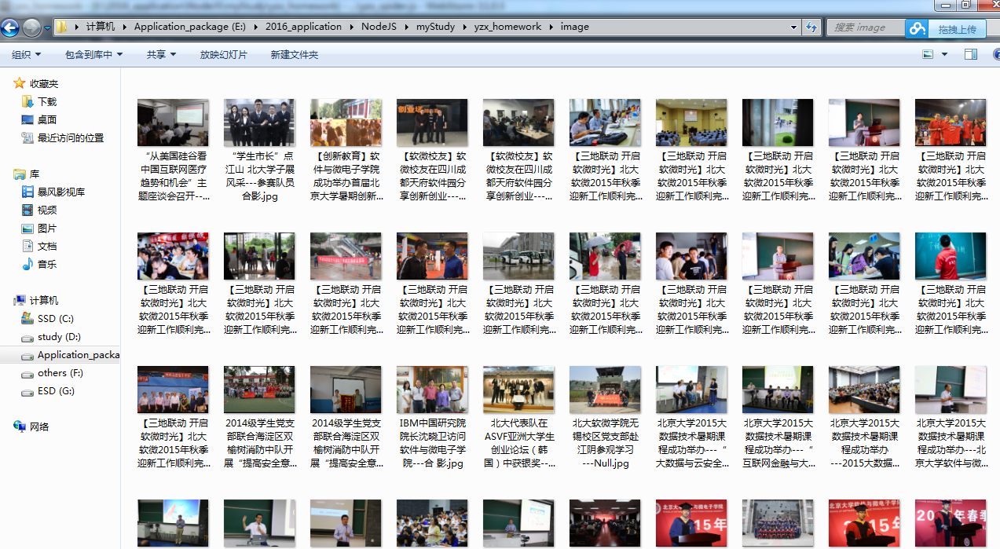 计算机 Application_package (E:) 2016_application NodeJS myStudy yzx_homework image
搜索 image
拖拽上传
组织 包含到库中 共享 放映幻灯片 新建文件夹
收藏夹
下载
桌面
最近访问的位置
库
暴风影视库
视频
图片
文档
音乐
计算机
SSD (C:)
study (D:)
Application_packa
others (F:)
ESD (G:)
网络
“从美国硅谷看
中国互联网医疗
趋势和机会”主
题座谈会召开--...
“学生市长”点
江山 北大学子展
风采---参赛队员
合影.jpg
【创新教育】软
件与微电子学院
成功举办首届北
京大学暑期创新...
【软微校友】软
微校友在四川成
都天府软件园分
享创新创业---...
【软微校友】软
微校友在四川成
都天府软件园分
享创新创业---...
【三地联动 开启
软微时光】北大
软微2015年秋季
迎新工作顺利完...
【三地联动 开启
软微时光】北大
软微2015年秋季
迎新工作顺利完...
【三地联动 开启
软微时光】北大
软微2015年秋季
迎新工作顺利完...
【三地联动 开启
软微时光】北大
软微2015年秋季
迎新工作顺利完...
【三地联动 开启
软微时光】北大
软微2015年秋季
迎新工作顺利完...
【三地联动 开启
软微时光】北大
软微2015年秋季
迎新工作顺利完...
【三地联动 开启
软微时光】北大
软微2015年秋季
迎新工作顺利完...
【三地联动 开启
软微时光】北大
软微2015年秋季
迎新工作顺利完...
【三地联动 开启
软微时光】北大
软微2015年秋季
迎新工作顺利完...
【三地联动 开启
软微时光】北大
软微2015年秋季
迎新工作顺利完...
【三地联动 开启
软微时光】北大
软微2015年秋季
迎新工作顺利完...
【三地联动 开启
软微时光】北大
软微2015年秋季
迎新工作顺利完...
【三地联动 开启
软微时光】北大
软微2015年秋季
迎新工作顺利完...
【三地联动 开启
软微时光】北大
软微2015年秋季
迎新工作顺利完...
【三地联动 开启
软微时光】北大
软微2015年秋季
迎新工作顺利完...
【三地联动 开启
软微时光】北大
软微2015年秋季
迎新工作顺利完...
2014级学生党支
部联合海淀区双
榆树消防中队开
展“提高安全意...
2014级学生党支
部联合海淀区双
榆树消防中队开
展“提高安全意...
IBM中国研究院
院长沈晓卫访问
软件与微电子学
院---合 影.jpg
北大代表队在
ASVF亚洲大学生
创业论坛（韩
国）中获银奖--...
北大软微学院无
锡校区党支部赴
江阴参观学习
---Null.jpg
北京大学2015大
数据技术暑期课
程成功举办---“
大数据与云安全...
北京大学2015大
数据技术暑期课
程成功举办---“
互联网金融与大...
北京大学2015大
数据技术暑期课
程成功举办
---2015大数据...
北京大学2015大
数据技术暑期课
程成功举办---北
京大学软件与微...